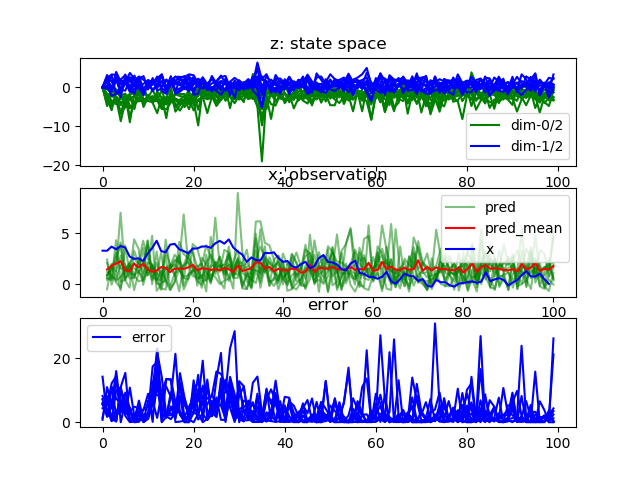 z: state space
0
−10
−20
dim-0/2
dim-1/2
0 20 40 60 80 100
x: observation
5
0
pred
pred_mean
x
0 20 40 60 80 100
error
20
0
error
0 20 40 60 80 100